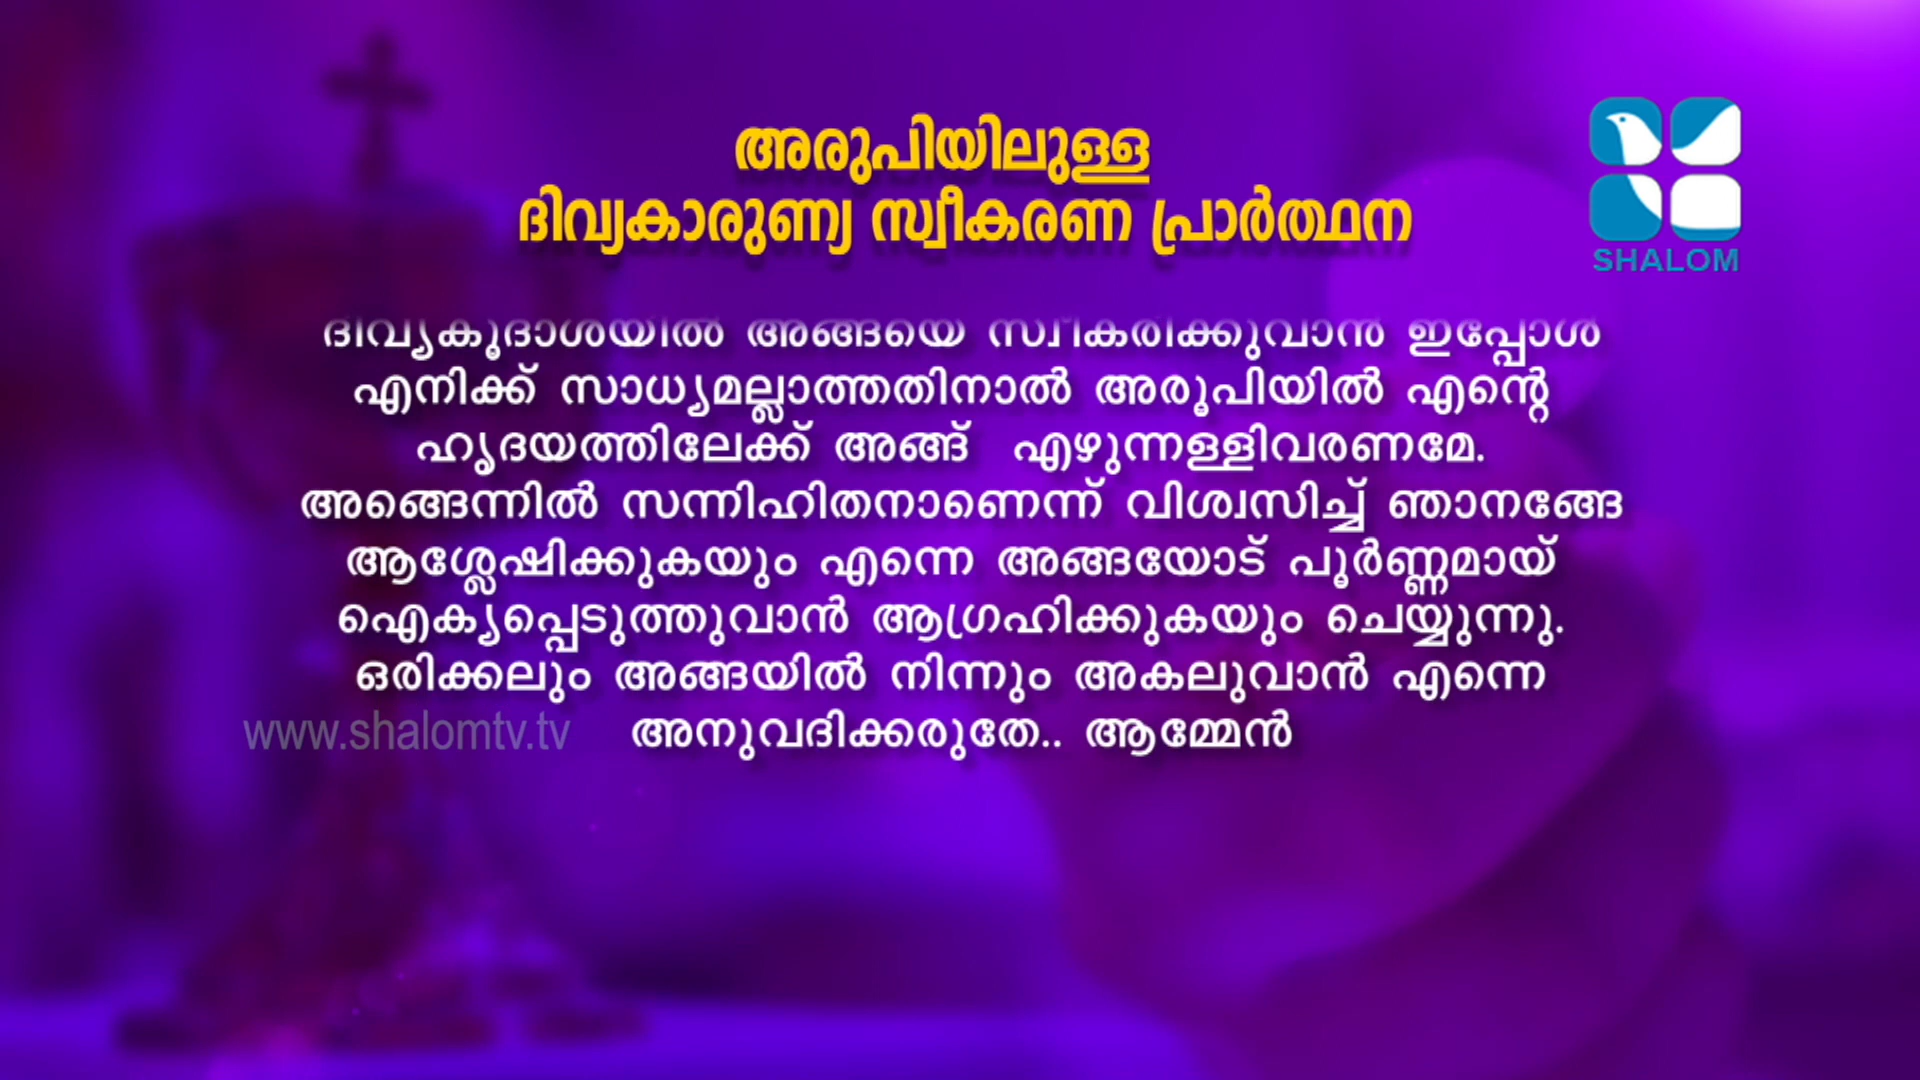 അരുപിയിലുള്ള
ദിവ്യകാരുണ്യ സ്വീകരണ പ്രാർത്ഥന
SHALOM
ദിവ്യകൂദാശയിൽ അങ്ങയെ സ്വീകരിക്കുവാൻ ഇപ്പോൾ
എനിക്ക് സാധ്യമല്ലാത്തതിനാൽ അരൂപിയിൽ എന്റെ
ഹൃദയത്തിലേക്ക് അങ്ങ് എഴുന്നള്ളിവരണമേ.
അങ്ങെന്നിൽ സന്നിഹിതനാണെന്ന് വിശ്വസിച്ച് ഞാനങ്ങേ
ആശ്ലേഷിക്കുകയും എന്നെ അങ്ങയോട് പൂർണ്ണമായ്
ഐക്യപ്പെടുത്തുവാൻ ആഗ്രഹിക്കുകയും ചെയ്യുന്നു.
ഒരിക്കലും അങ്ങയിൽ നിന്നും അകലുവാൻ എന്നെ
അനുവദിക്കരുതേ.. ആമ്മേൻ
www.shalomtv.tv